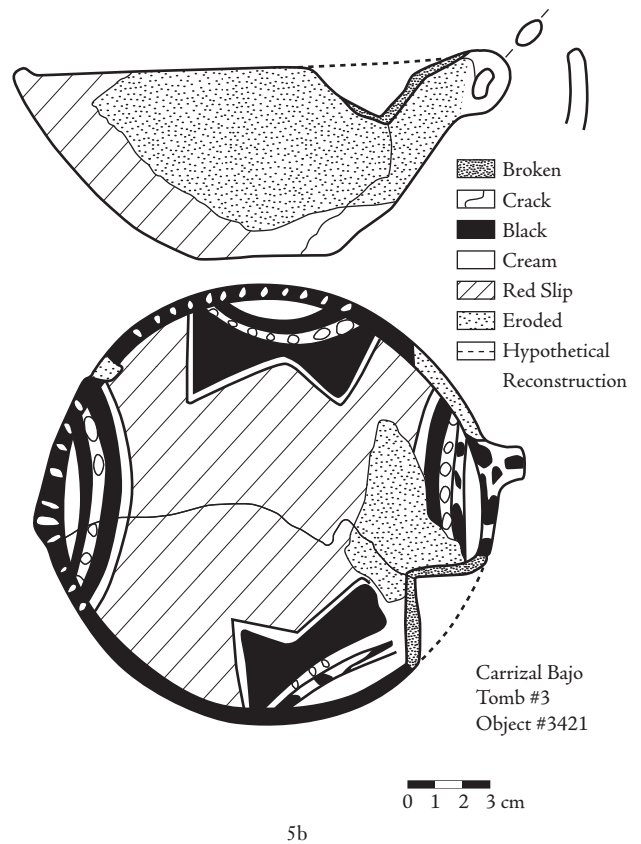 Broken
Crack
Black
Cream
Red Slip
Eroded
Hypothetical
Reconstruction
Carrizal Bajo
Tomb #3
Object #3421
0 1 2 3 cm
5b